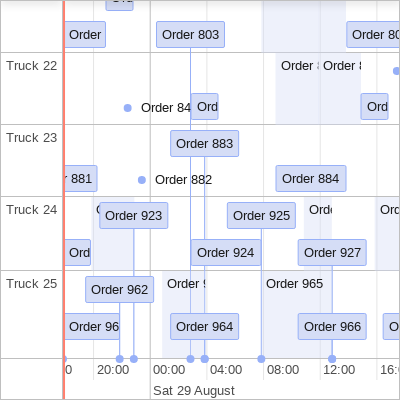 Order
Order 803
Order 80
Truck 22
Order
Order
Order 84
Ord
Ord
Truck 23
Order 883
881
Order 882
Order 884
Truck 24
Order 923
Order 925
Orde
Ord
Ord
Order 924
Order 927
Truck 25
Order 962
Order
Order 965
Order 96
Order 964
Order 966
O
0
20:00
00:00
04:00
08:00
12:00
16:0
Sat 29 August